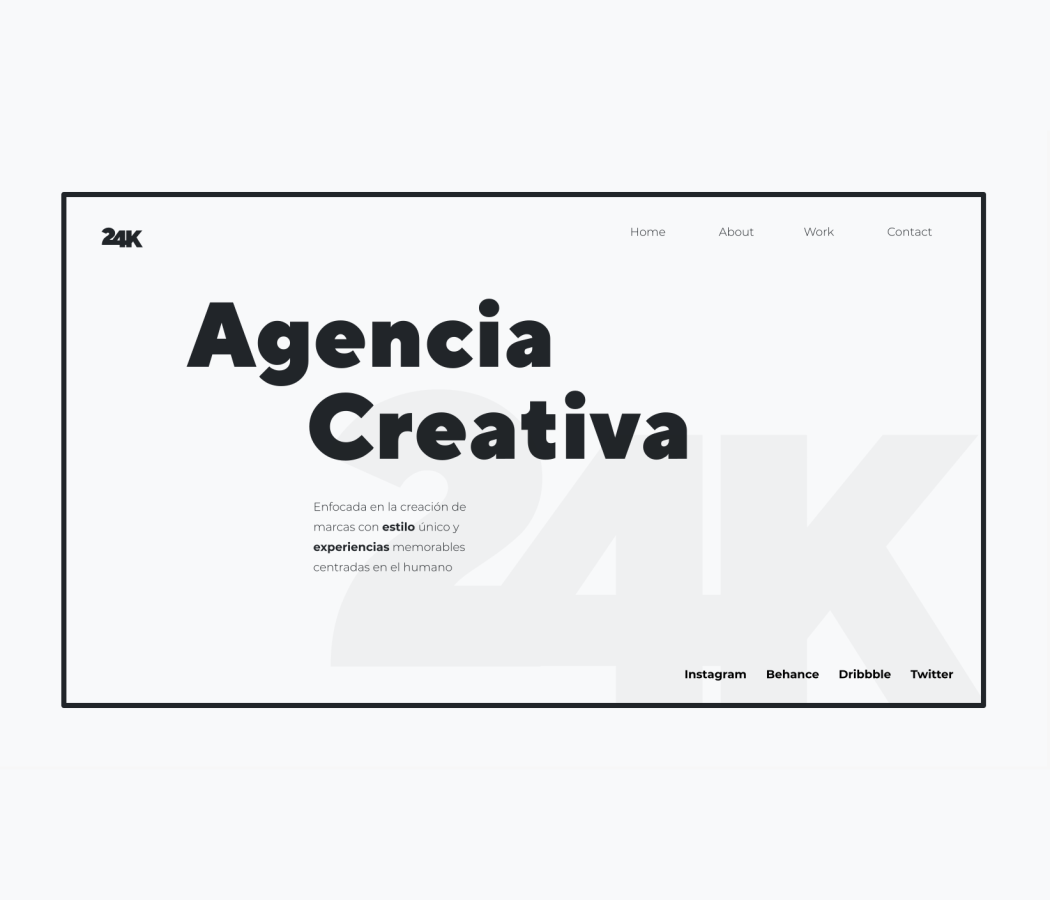 24K
Home About Work Contact
Agencia
Creativa
24K
Enfocada en la creación de
marcas con estilo único y
experiencias memorables
centradas en el humano
Instagram Behance Dribbble Twitter